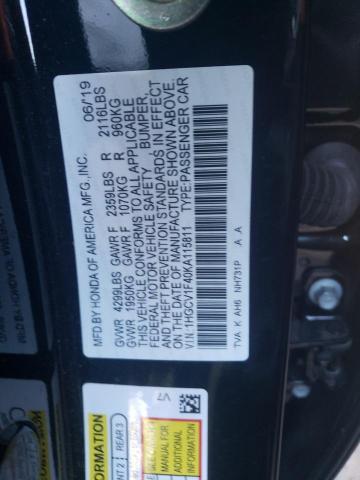 MFD BY HONDA OF AMERICA MFG., INC. 06/19
GVWR 4299LBS GAWR F 2359LBS R 2116LBS
GVWR 1950KG GAWR F 1070KG R 960KG
THIS VEHICLE CONFORMS TO ALL APPLICABLE
FEDERAL MOTOR VEHICLE SAFETY BUMPER,
AND THEFT PREVENTION STANDARDS IN EFFECT
ON THE DATE OF MANUFACTURE SHOWN ABOVE.
V.I.N.:1HGCV1F40KA115811 TYPE:PASSENGER CAR
TVA K AH6 NH731P A A
V7
ORMATION
NT 2 REAR 3
MANUAL FOR
ADDITIONAL
INFORMATION